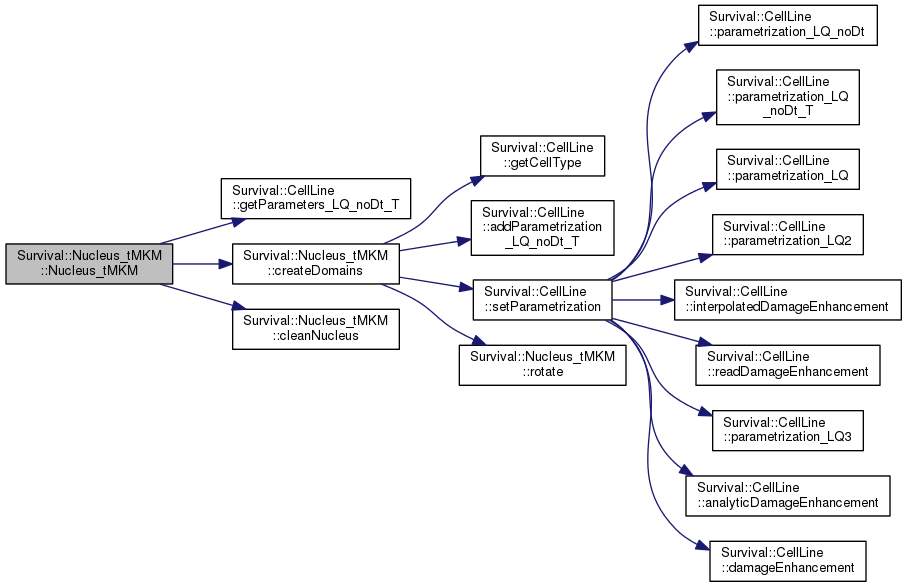 Survival::Nucleus_tMKM
::Nucleus_tMKM
Survival::CellLine
::getParameters_LQ_noDt_T
Survival::Nucleus_tMKM
::createDomains
Survival::Nucleus_tMKM
::cleanNucleus
Survival::CellLine
::getCellType
Survival::CellLine
::addParametrization
_LQ_noDt_T
Survival::CellLine
::setParametrization
Survival::Nucleus_tMKM
::rotate
Survival::CellLine
::parametrization_LQ_noDt
Survival::CellLine
::parametrization_LQ
_noDt_T
Survival::CellLine
::parametrization_LQ
Survival::CellLine
::parametrization_LQ2
Survival::CellLine
::interpolatedDamageEnhancement
Survival::CellLine
::readDamageEnhancement
Survival::CellLine
::parametrization_LQ3
Survival::CellLine
::analyticDamageEnhancement
Survival::CellLine
::damageEnhancement